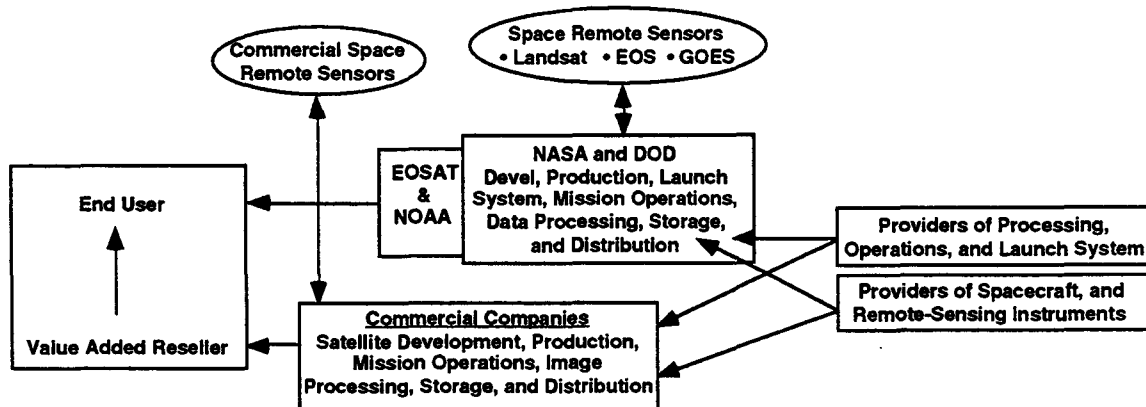 Commercial Space
Remote Sensors
Space Remote Sensors
• Landsat • EOS • GOES
EOSAT
&
NOAA
NASA and DOD
Devel, Production, Launch
System, Mission Operations,
Data Processing, Storage,
and Distribution
End User
Value Added Reseller
Providers of Processing,
Operations, and Launch System
Providers of Spacecraft, and
Remote-Sensing Instruments
Commercial Companies
Satellite Development, Production,
Mission Operations, Image
Processing, Storage, and Distribution